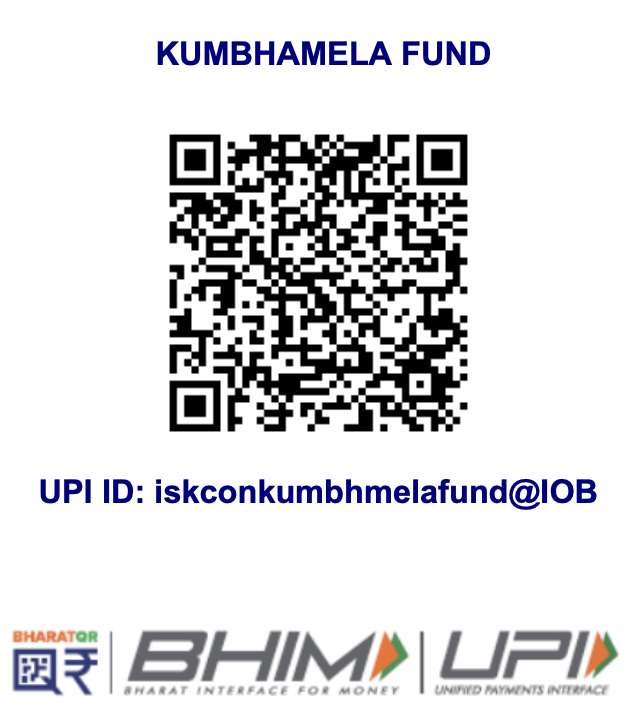 KUMBHAMELA FUND
UPI ID: iskconkumbhmelafund@IOB
BHARATQR
BHIM
BHARAT INTERFACE FOR MONEY
UPI
UNIFIED PAYMENTS INTERFACE